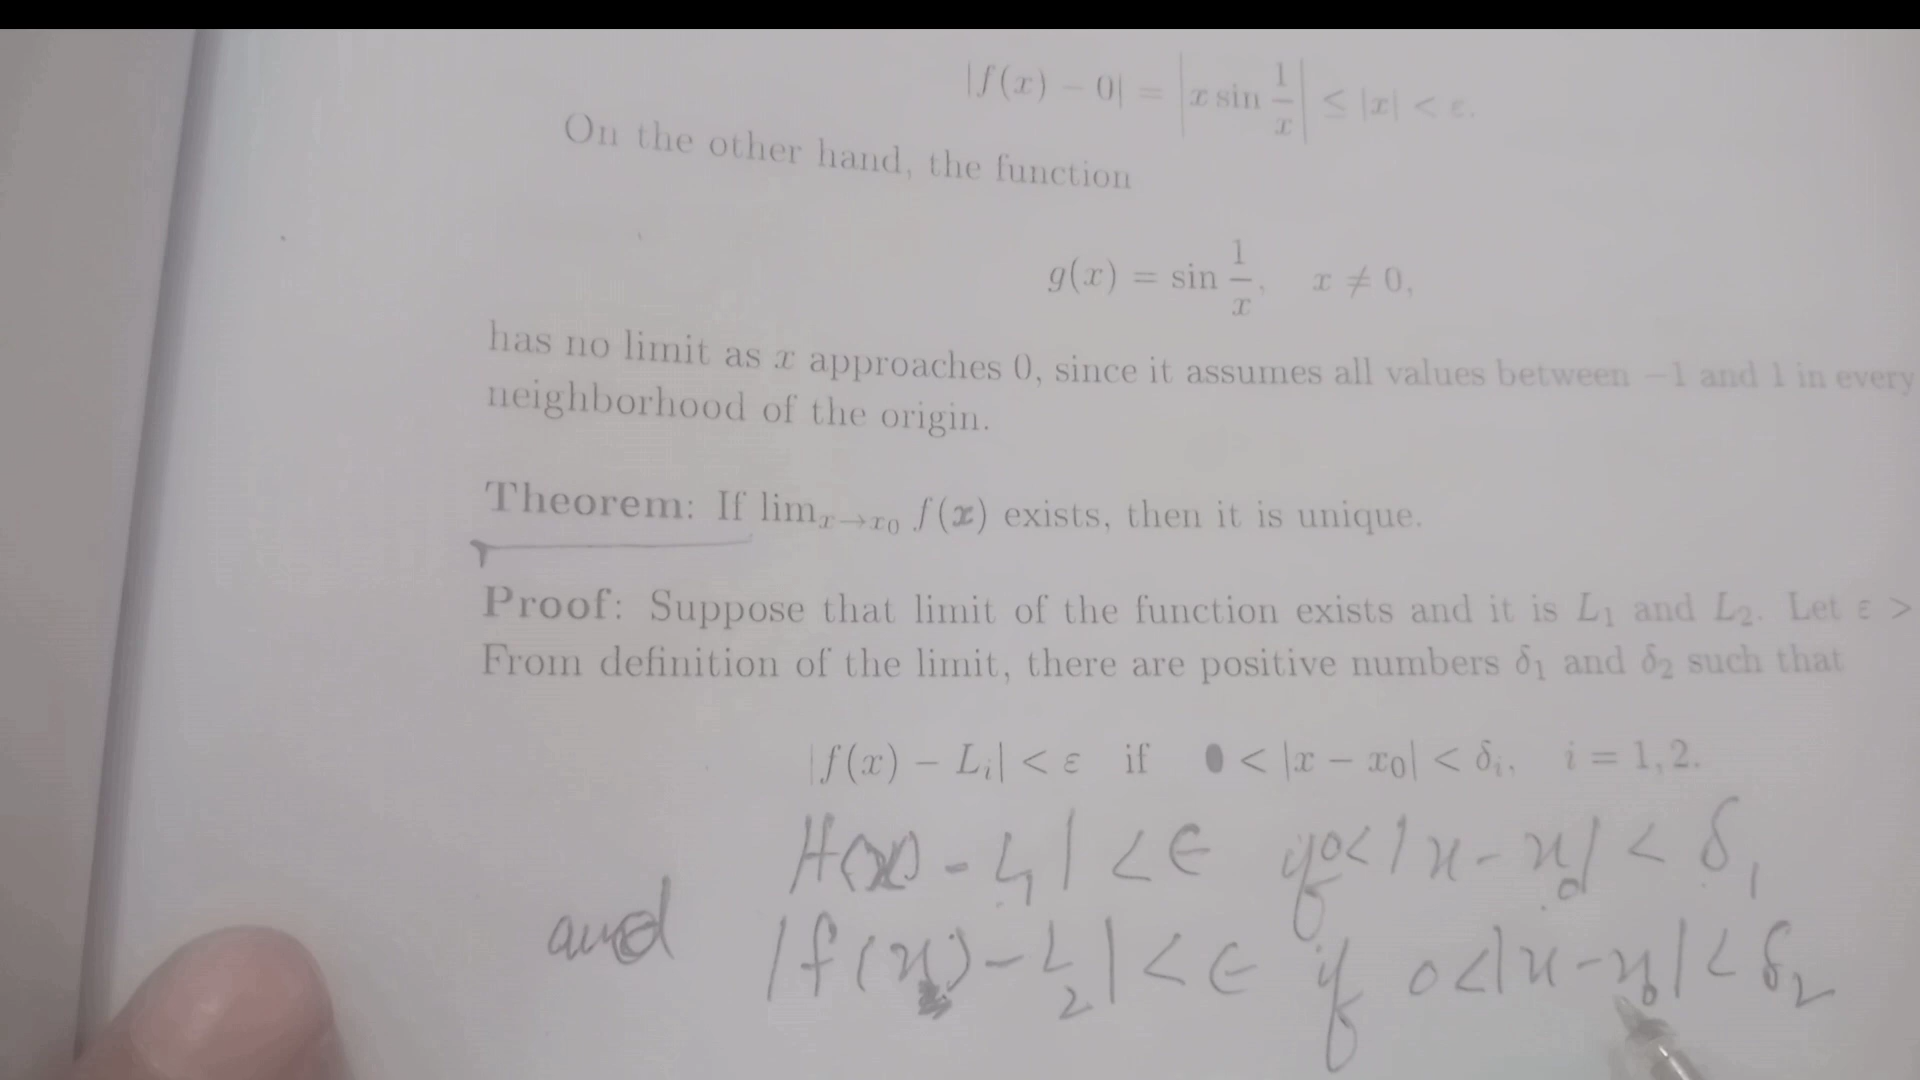 |f(x) − 0| = |x sin 1/x| ≤ |x| < ε.
On the other hand, the function
g(x) = sin 1/x, x ≠ 0,
has no limit as x approaches 0, since it assumes all values between −1 and 1 in every
neighborhood of the origin.
Theorem: If lim_{x→x₀} f(x) exists, then it is unique.
Proof: Suppose that limit of the function exists and it is L₁ and L₂. Let ε >
From definition of the limit, there are positive numbers δ₁ and δ₂ such that
|f(x) − Lᵢ| < ε if 0 < |x − x₀| < δᵢ, i = 1, 2.
|f(x) − L₁| < ε if 0 < |x − x₀| < δ₁
and |f(x) − L₂| < ε if 0 < |x − x₀| < δ₂